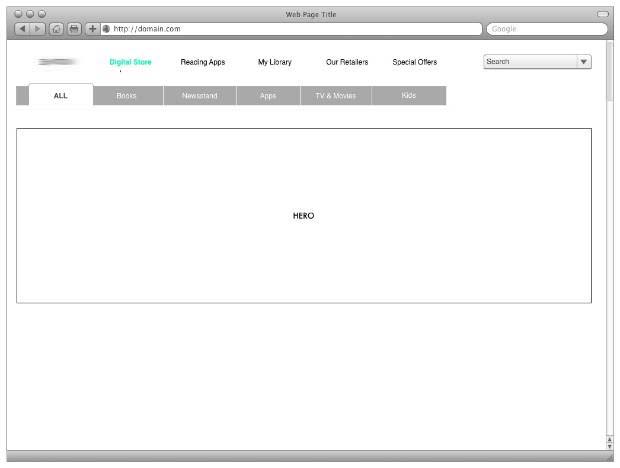 Web Page Title
http://domain.com
Google
Digital Store
Reading Apps
My Library
Our Retailers
Special Offers
Search
ALL
Books
Newsstand
Apps
TV & Movies
Kids
HERO